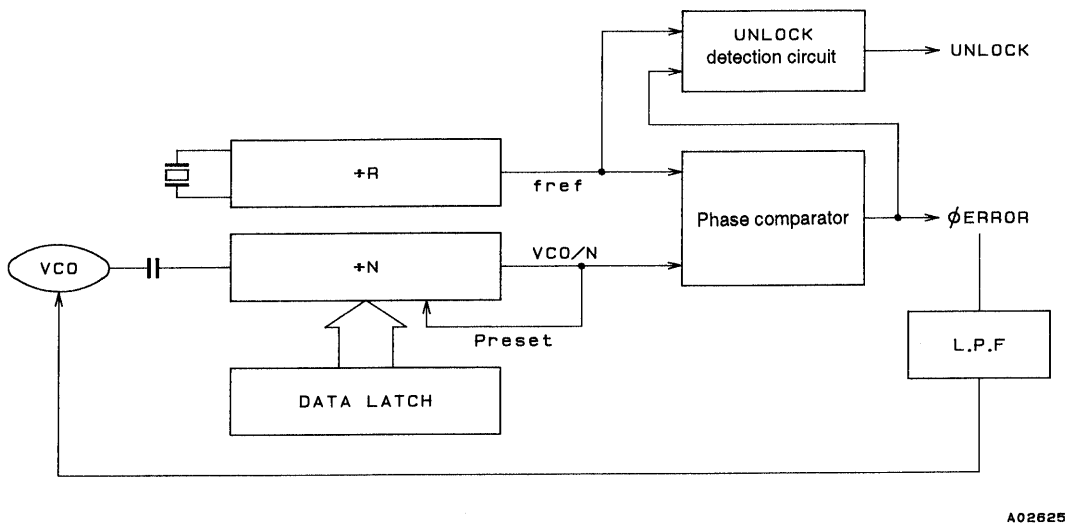 UNLOCK
detection circuit
UNLOCK
+R
fref
Phase comparator
φERROR
VCO
+N
VCO/N
Preset
L.P.F
DATA LATCH
A02625